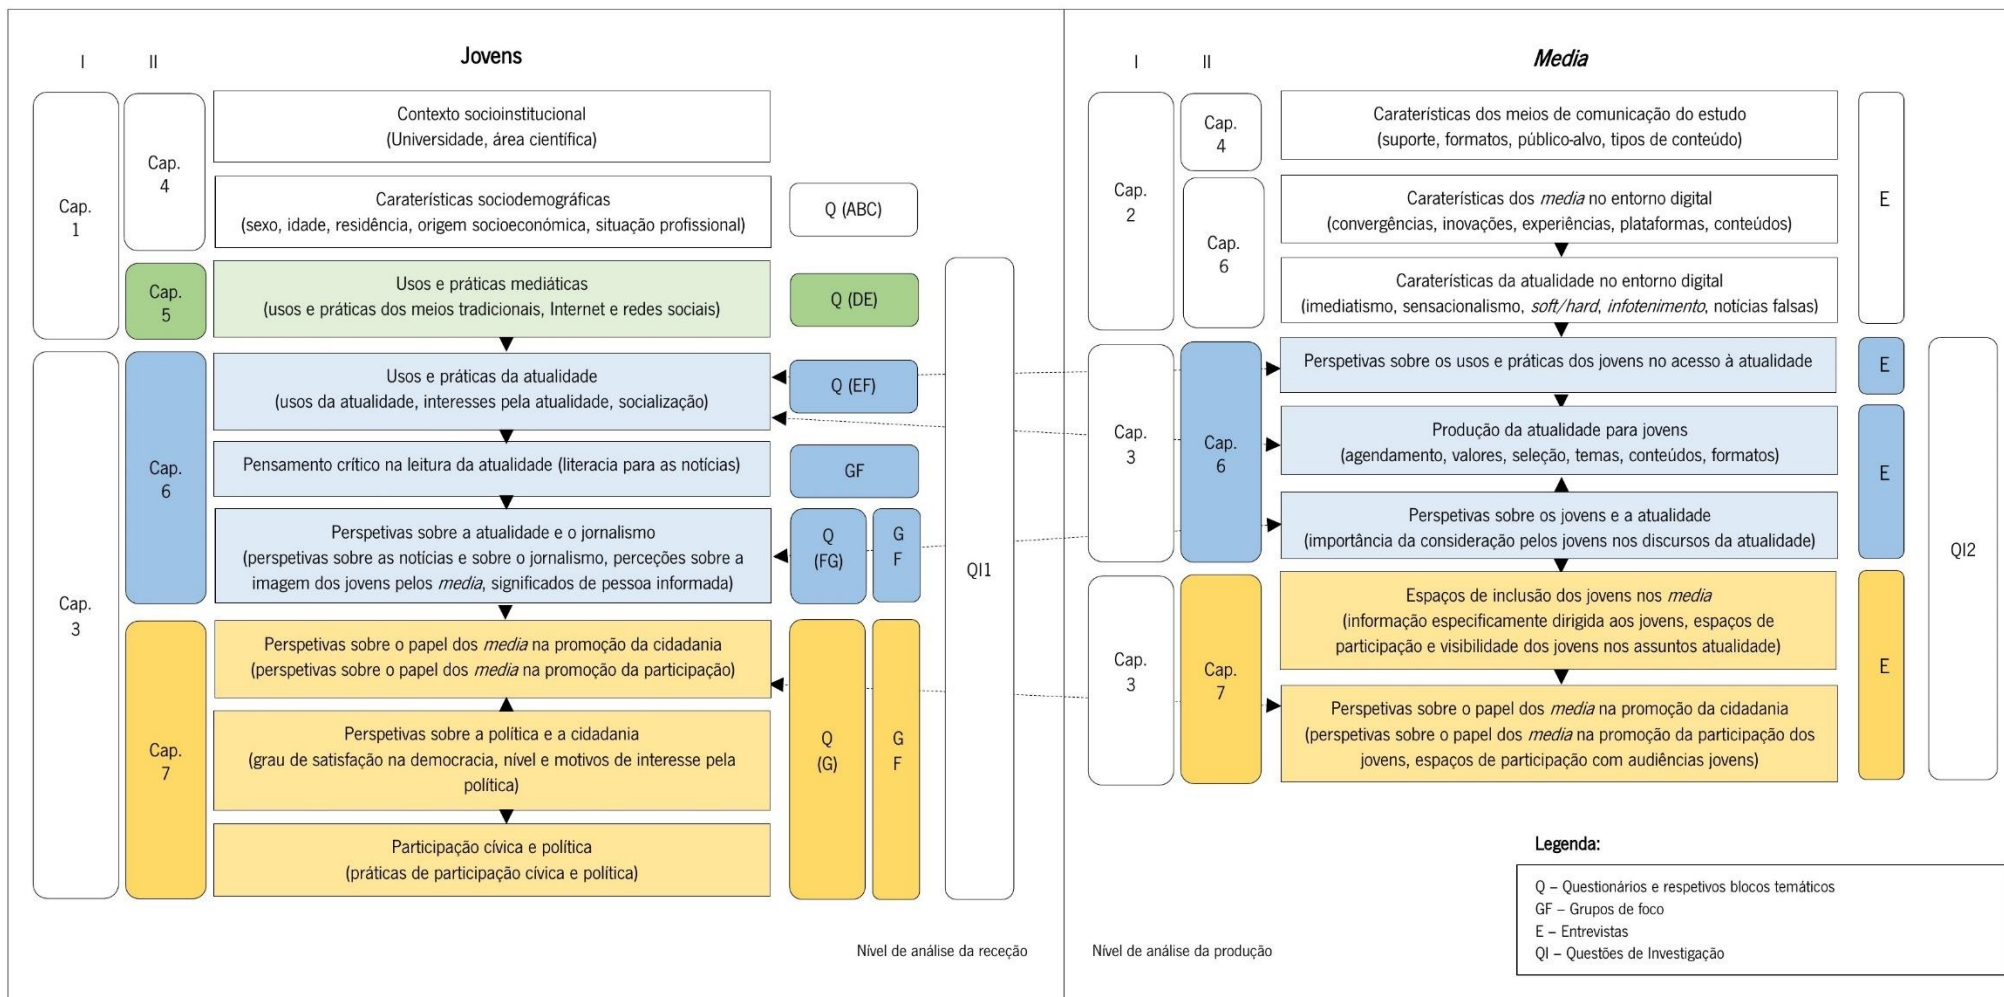 I
II
Jovens
Cap.
1
Cap.
4
Contexto socioinstitucional
(Universidade, área científica)
Caraterísticas sociodemográficas
(sexo, idade, residência, origem socioeconómica, situação profissional)
Q (ABC)
Cap.
5
Usos e práticas mediáticas
(usos e práticas dos meios tradicionais, Internet e redes sociais)
Q (DE)
Cap.
3
Cap.
6
Usos e práticas da atualidade
(usos da atualidade, interesses pela atualidade, socialização)
Q (EF)
Pensamento crítico na leitura da atualidade (literacia para as notícias)
GF
Perspetivas sobre a atualidade e o jornalismo
(perspetivas sobre as notícias e sobre o jornalismo, perceções sobre a
imagem dos jovens pelos media, significados de pessoa informada)
Q
(FG)
G
F
QI1
Cap.
7
Perspetivas sobre o papel dos media na promoção da cidadania
(perspetivas sobre o papel dos media na promoção da participação)
Perspetivas sobre a política e a cidadania
(grau de satisfação na democracia, nível e motivos de interesse pela
política)
Q
(G)
G
F
Participação cívica e política
(práticas de participação cívica e política)
Nível de análise da receção
I
II
Media
Cap.
2
Cap.
4
Caraterísticas dos meios de comunicação do estudo
(suporte, formatos, público-alvo, tipos de conteúdo)
Cap.
6
Caraterísticas dos media no entorno digital
(convergências, inovações, experiências, plataformas, conteúdos)
E
Caraterísticas da atualidade no entorno digital
(imediatismo, sensacionalismo, soft/hard, infotenimento, notícias falsas)
Cap.
3
Cap.
6
Perspetivas sobre os usos e práticas dos jovens no acesso à atualidade
E
Produção da atualidade para jovens
(agendamento, valores, seleção, temas, conteúdos, formatos)
E
Perspetivas sobre os jovens e a atualidade
(importância da consideração pelos jovens nos discursos da atualidade)
QI2
Cap.
3
Cap.
7
Espaços de inclusão dos jovens nos media
(informação especificamente dirigida aos jovens, espaços de
participação e visibilidade dos jovens nos assuntos atualidade)
E
Perspetivas sobre o papel dos media na promoção da cidadania
(perspetivas sobre o papel dos media na promoção da participação dos
jovens, espaços de participação com audiências jovens)
Nível de análise da produção
Legenda:
Q – Questionários e respetivos blocos temáticos
GF – Grupos de foco
E – Entrevistas
QI – Questões de Investigação